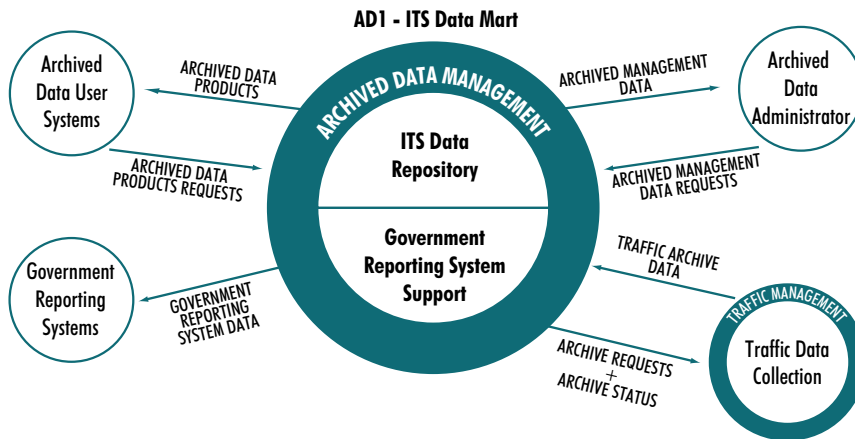 AD1 - ITS Data Mart
ARCHIVED DATA MANAGEMENT
ITS Data
Repository
Government
Reporting System
Support
Archived
Data User
Systems
ARCHIVED DATA
PRODUCTS
ARCHIVED DATA
PRODUCTS REQUESTS
Government
Reporting
Systems
GOVERNMENT
REPORTING
SYSTEM DATA
ARCHIVED MANAGEMENT
DATA
Archived
Data
Administrator
ARCHIVED MANAGEMENT
DATA REQUESTS
TRAFFIC ARCHIVE
DATA
TRAFFIC MANAGEMENT
Traffic Data
Collection
ARCHIVE REQUESTS
+
ARCHIVE STATUS